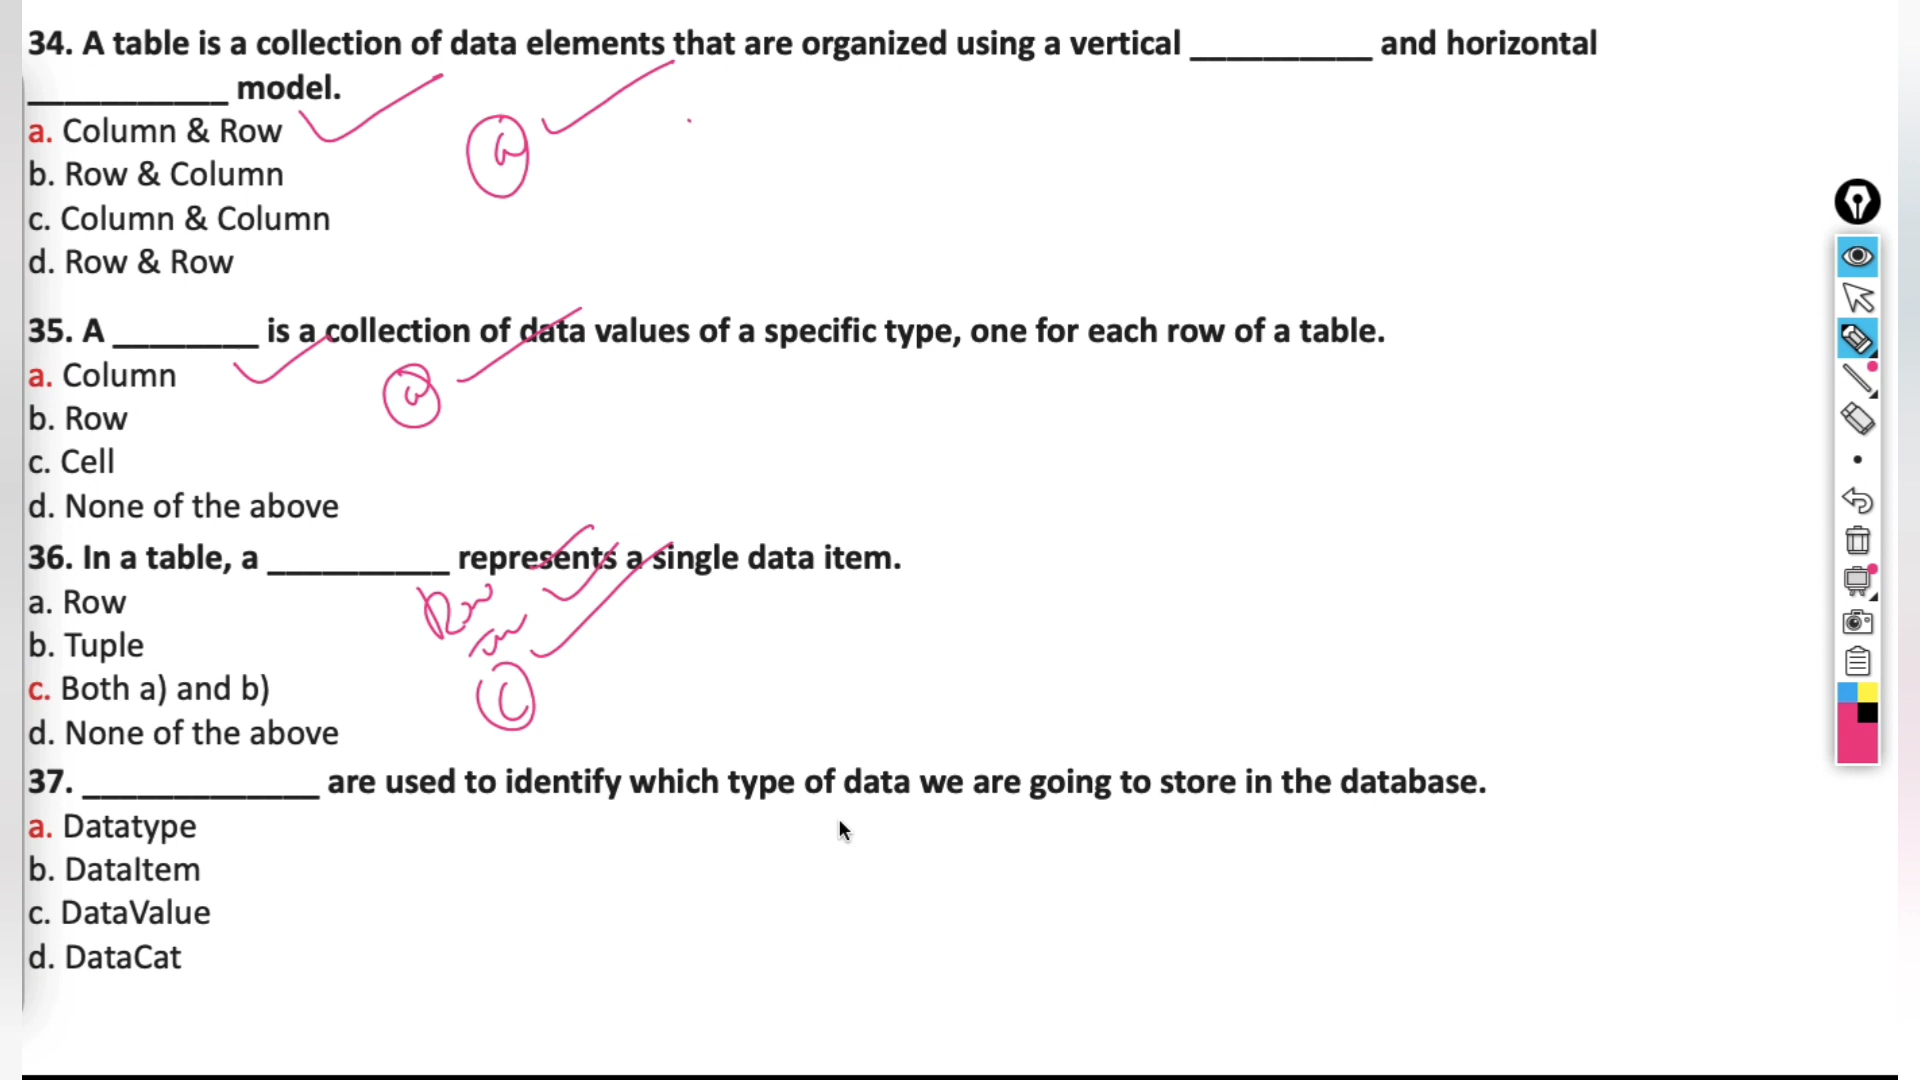 34. A table is a collection of data elements that are organized using a vertical __________ and horizontal
___________ model.
a. Column & Row
a
b. Row & Column
c. Column & Column
d. Row & Row
35. A ________ is a collection of data values of a specific type, one for each row of a table.
a. Column
a
b. Row
c. Cell
d. None of the above
36. In a table, a __________ represents a single data item.
a. Row
Row
b. Tuple
c. Both a) and b)
C
d. None of the above
37. _____________ are used to identify which type of data we are going to store in the database.
a. Datatype
b. DataItem
c. DataValue
d. DataCat